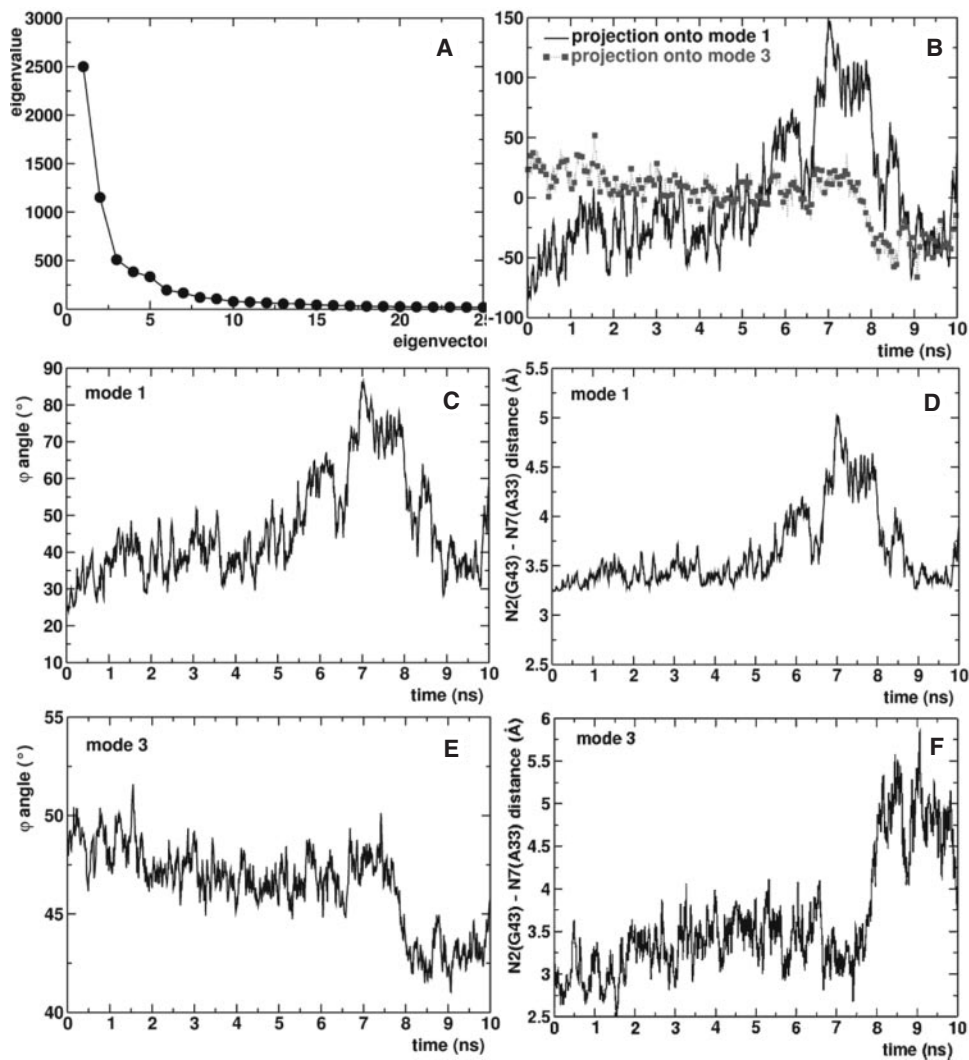 A
eigenvalue
3000
2500
2000
1500
1000
500
0
0 5 10 15 20 25
eigenvector
B
projection onto mode 1
projection onto mode 3
150
100
50
0
-50
-100
0 1 2 3 4 5 6 7 8 9 10
time (ns)
mode 1
C
φ angle (°)
90
80
70
60
50
40
30
20
10
0 1 2 3 4 5 6 7 8 9 10
time (ns)
mode 1
D
N2(G43) - N7(A33) distance (Å)
5.5
5
4.5
4
3.5
3
2.5
0 1 2 3 4 5 6 7 8 9 10
time (ns)
mode 3
E
φ angle (°)
55
50
45
40
0 1 2 3 4 5 6 7 8 9 10
time (ns)
mode 3
F
N2(G43) - N7(A33) distance (Å)
6
5.5
5
4.5
4
3.5
3
2.5
0 1 2 3 4 5 6 7 8 9 10
time (ns)